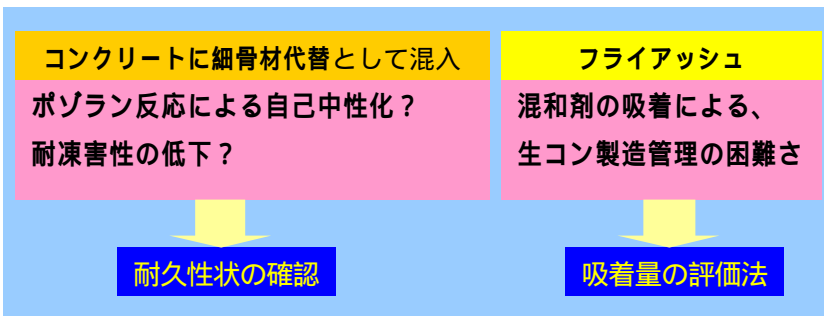 コンクリートに細骨材代替として混入
ポゾラン反応による自己中性化？
耐凍害性の低下？
耐久性状の確認
フライアッシュ
混和剤の吸着による、
生コン製造管理の困難さ
吸着量の評価法